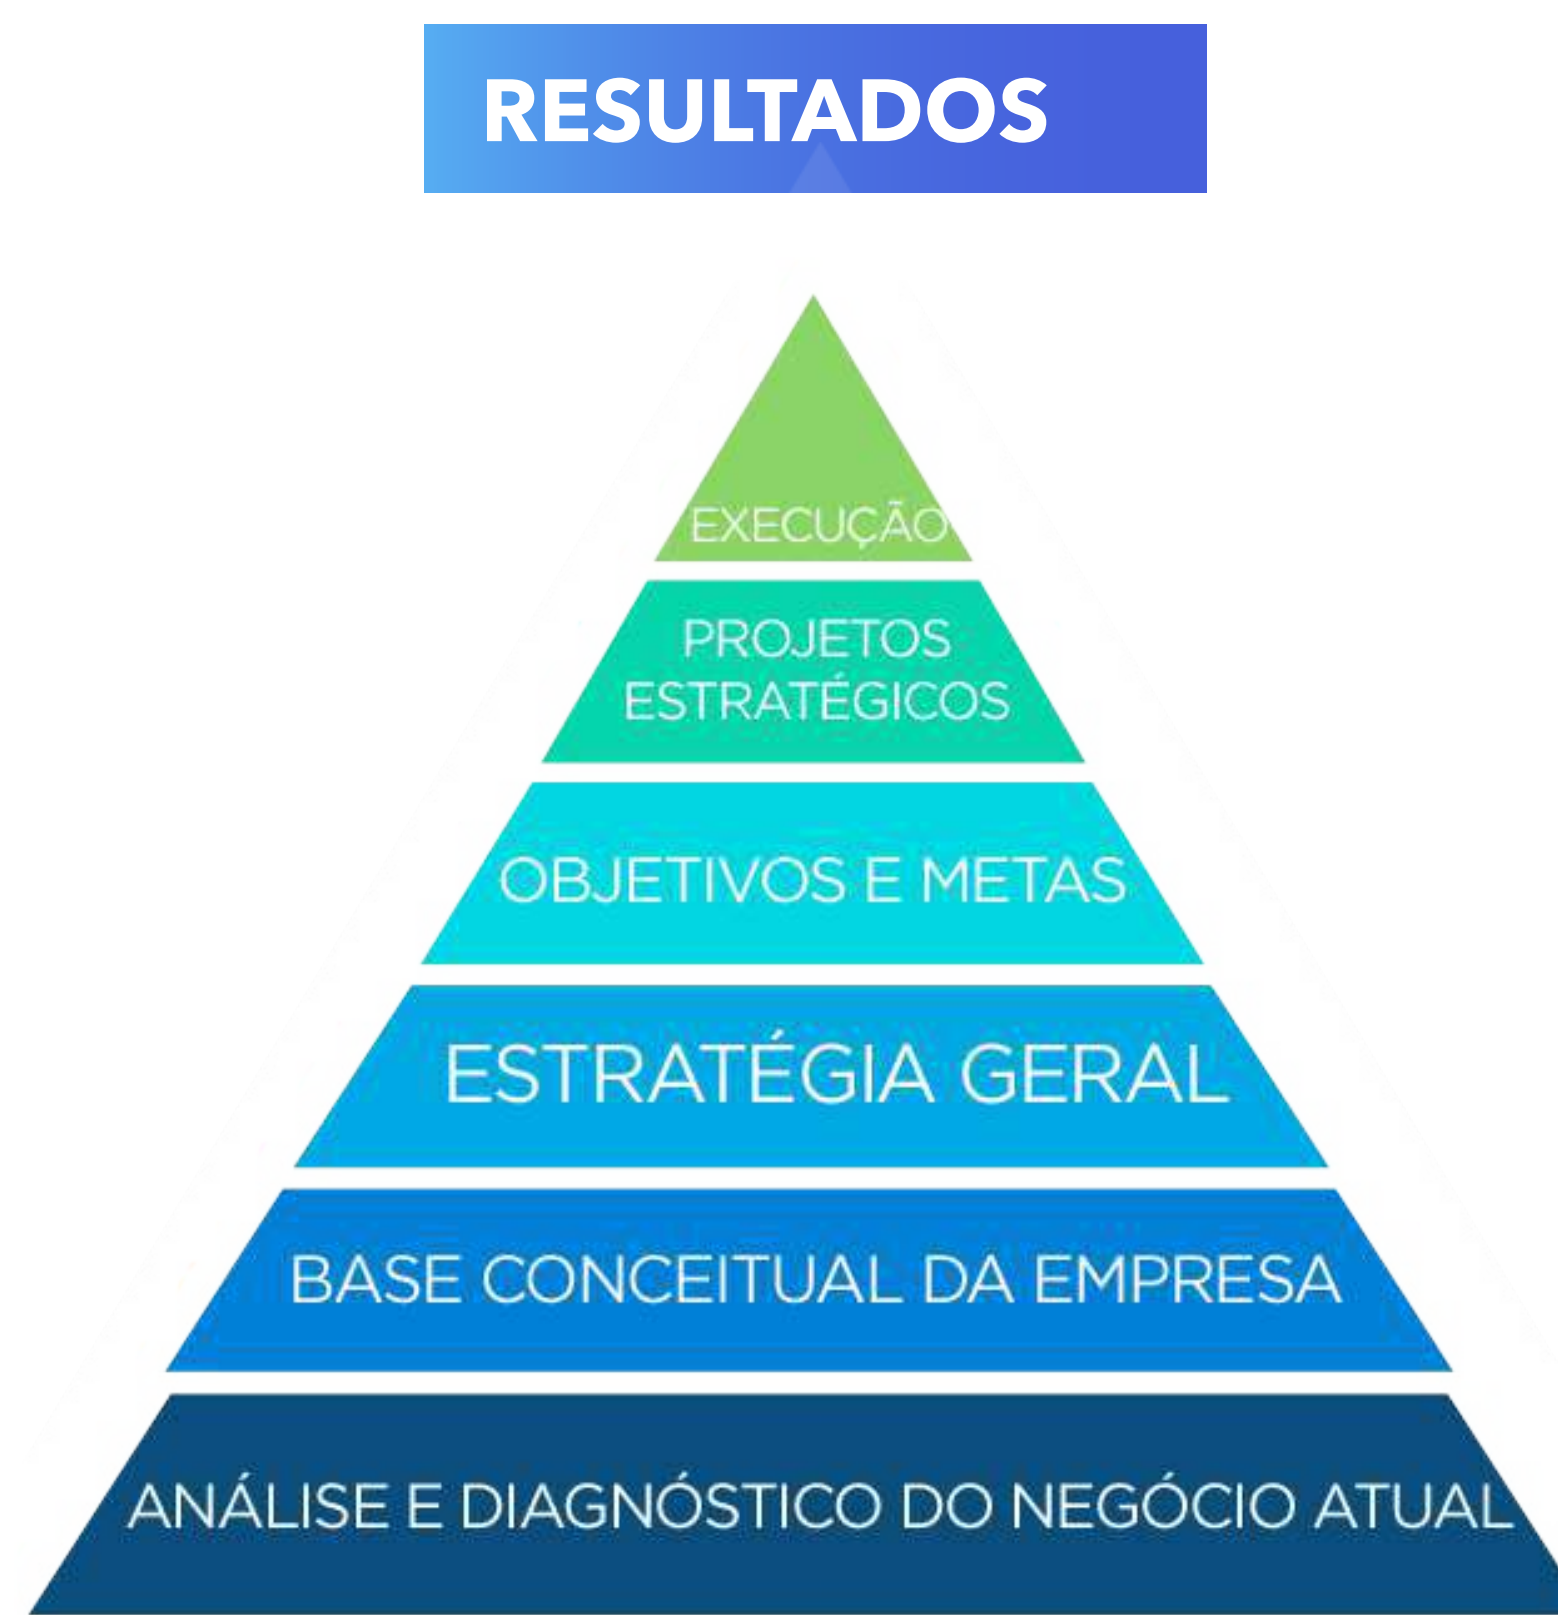 RESULTADOS
EXECUÇÃO
PROJETOS
ESTRATÉGICOS
OBJETIVOS E METAS
ESTRATÉGIA GERAL
BASE CONCEITUAL DA EMPRESA
ANÁLISE E DIAGNÓSTICO DO NEGÓCIO ATUAL